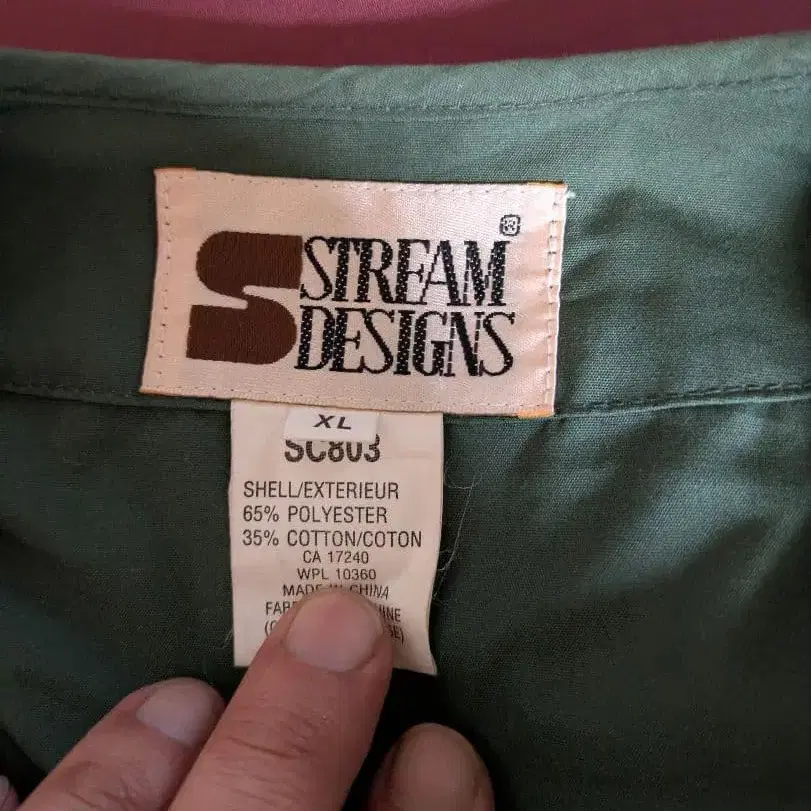 S STREAM
DESIGNS
®
XL
SC803
SHELL/EXTERIEUR
65% POLYESTER
35% COTTON/COTON
CA 17240
WPL 10360
MADE IN CHINA